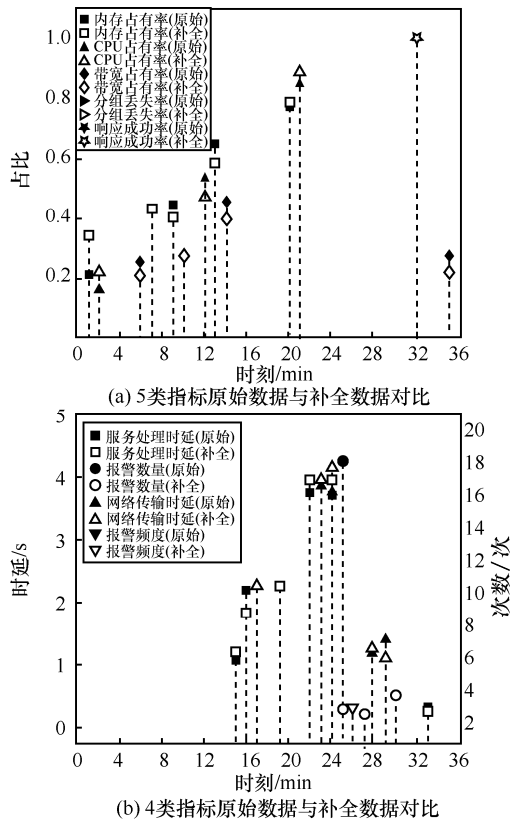 内存占有率(原始)
内存占有率(补全)
CPU占有率(原始)
CPU占有率(补全)
带宽占有率(原始)
带宽占有率(补全)
分组丢失率(原始)
分组丢失率(补全)
响应成功率(原始)
响应成功率(补全)
1.0
0.8
0.6
0.4
0.2
占比
0 4 8 12 16 20 24 28 32 36
时刻/min
(a) 5类指标原始数据与补全数据对比
服务处理时延(原始)
服务处理时延(补全)
报警数量(原始)
报警数量(补全)
网络传输时延(原始)
网络传输时延(补全)
报警频度(原始)
报警频度(补全)
5
4
3
2
1
0
时延/s
20
18
16
14
12
10
8
6
4
2
次数/次
0 4 8 12 16 20 24 28 32 36
时刻/min
(b) 4类指标原始数据与补全数据对比